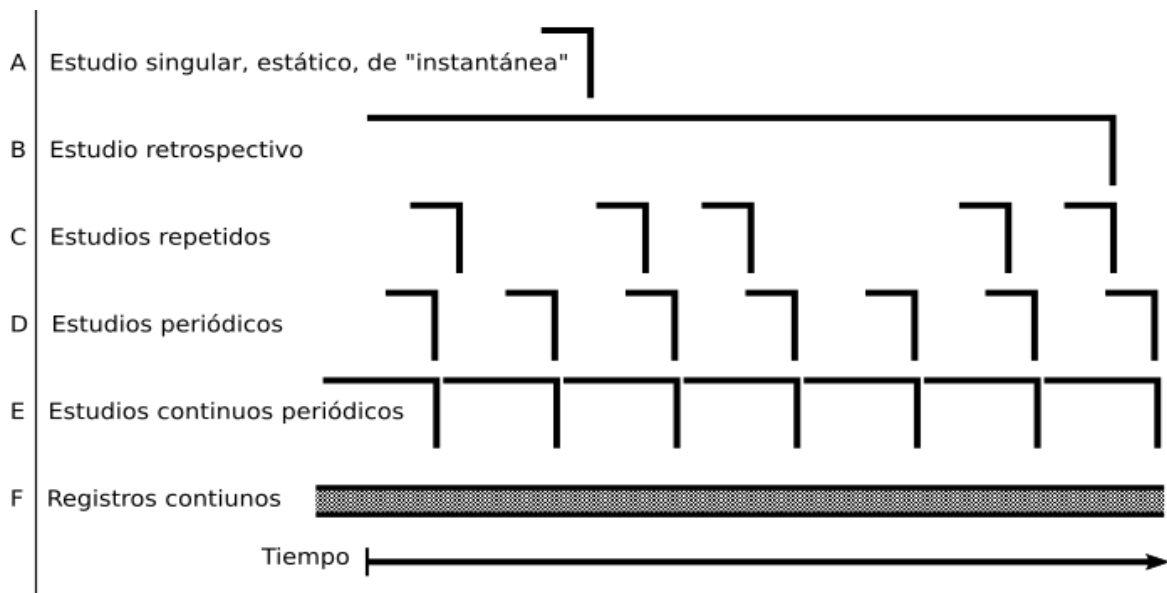 A Estudio singular, estático, de "instantánea"
B Estudio retrospectivo
C Estudios repetidos
D Estudios periódicos
E Estudios continuos periódicos
F Registros contiunos
Tiempo